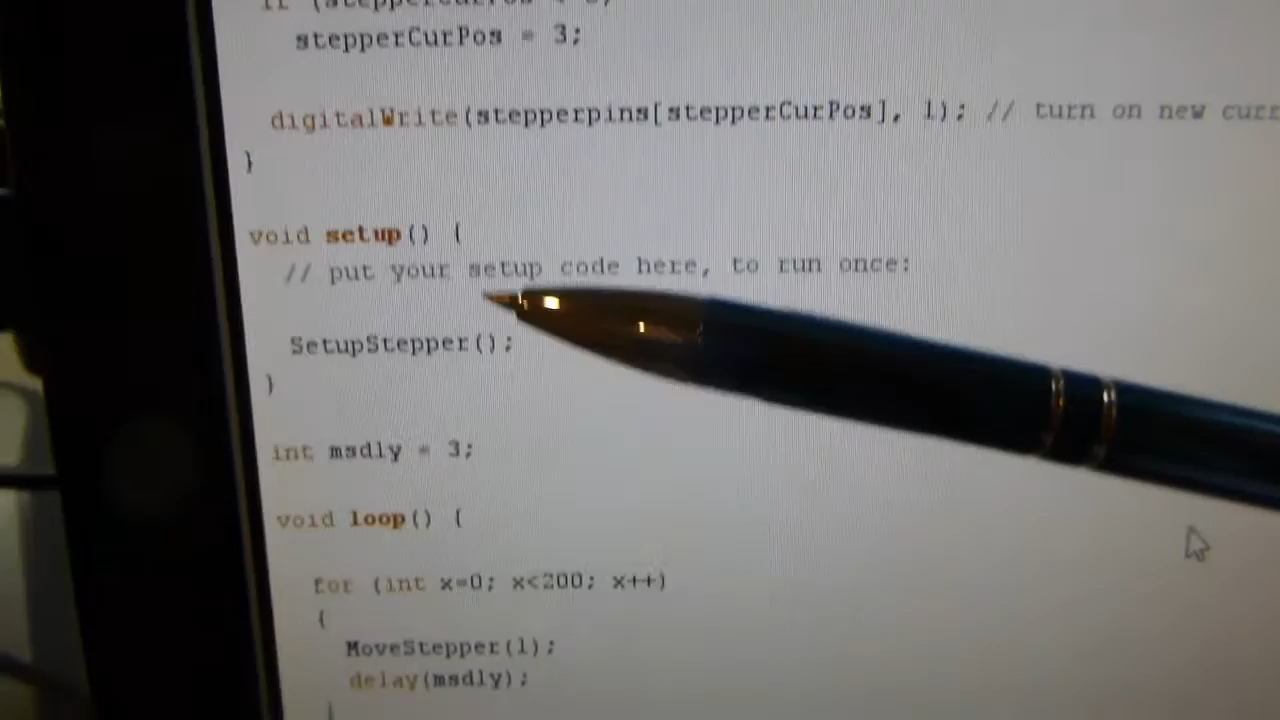 stepperCurPos = 3;
digitalWrite(stepperpins[stepperCurPos], 1); // turn on new
}
void setup() {
// put your setup code here, to run once:
SetupStepper();
}
int msdly = 3;
void loop() {
for (int x=0; x<200; x++)
{
MoveStepper(1);
delay(msdly);